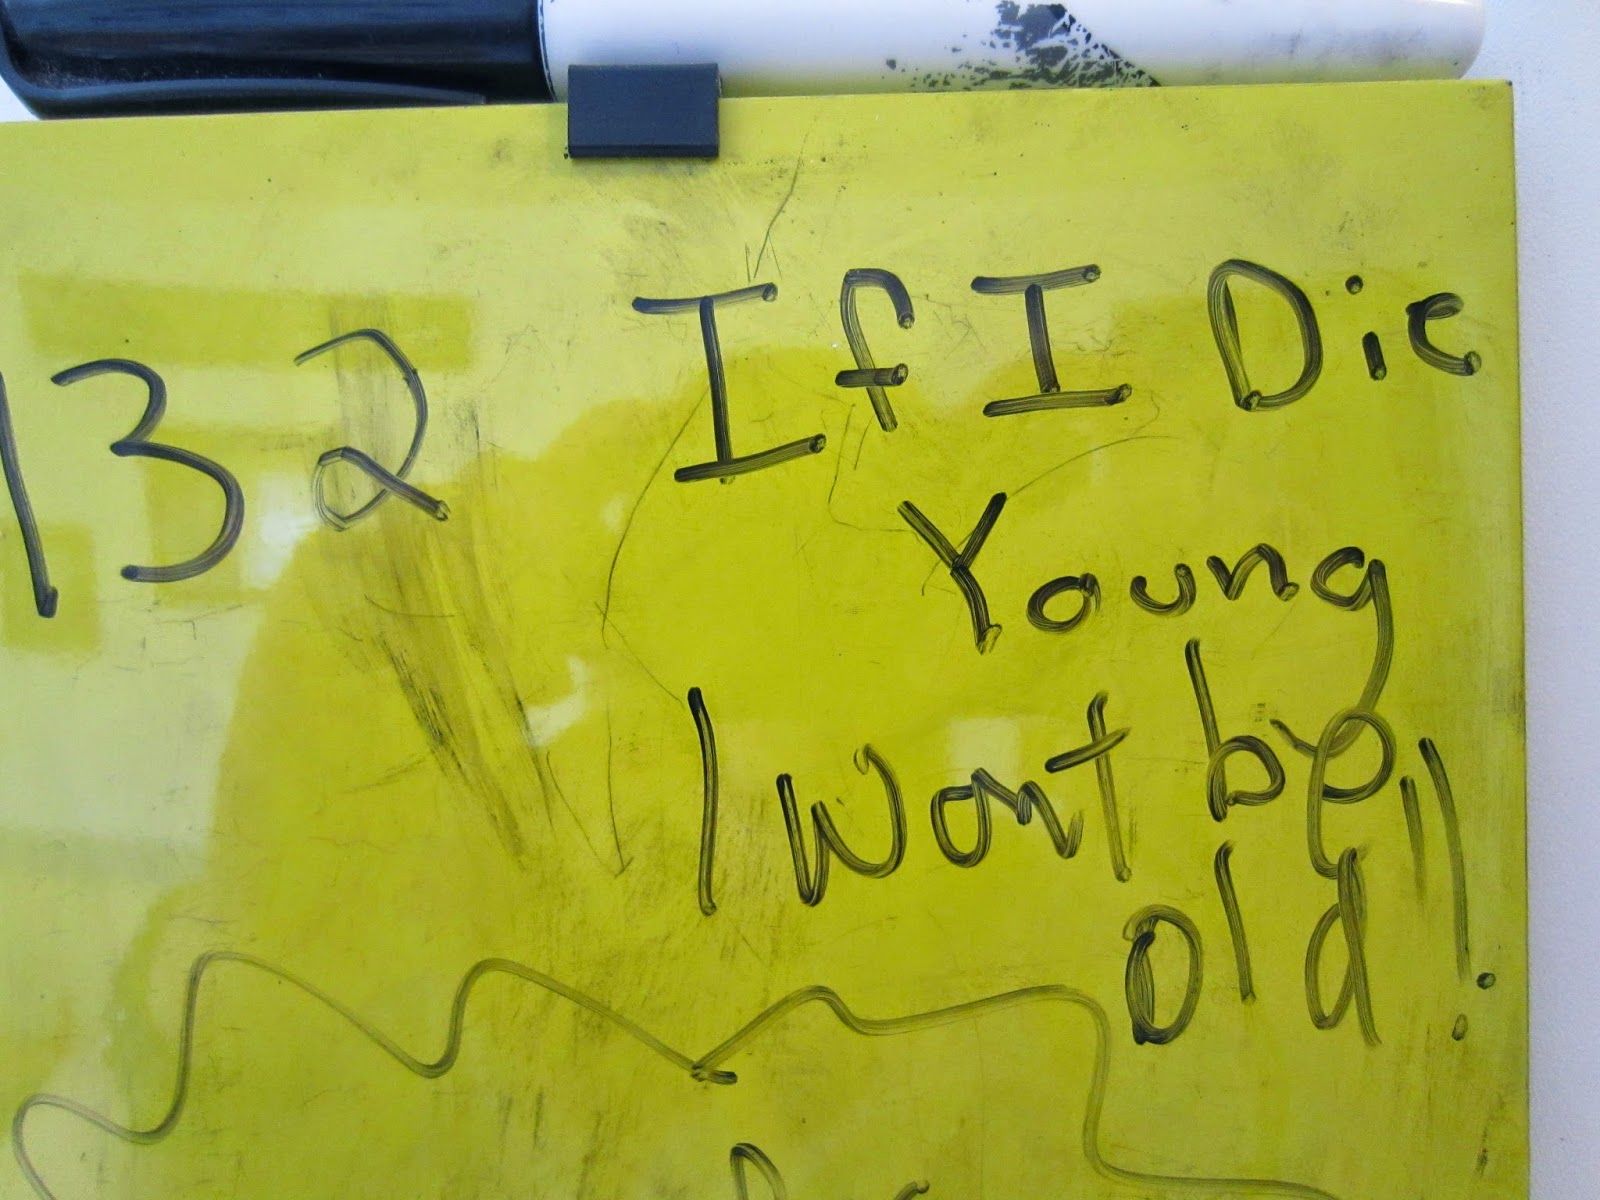 132
If I Die
Young
I Wont be
old!!